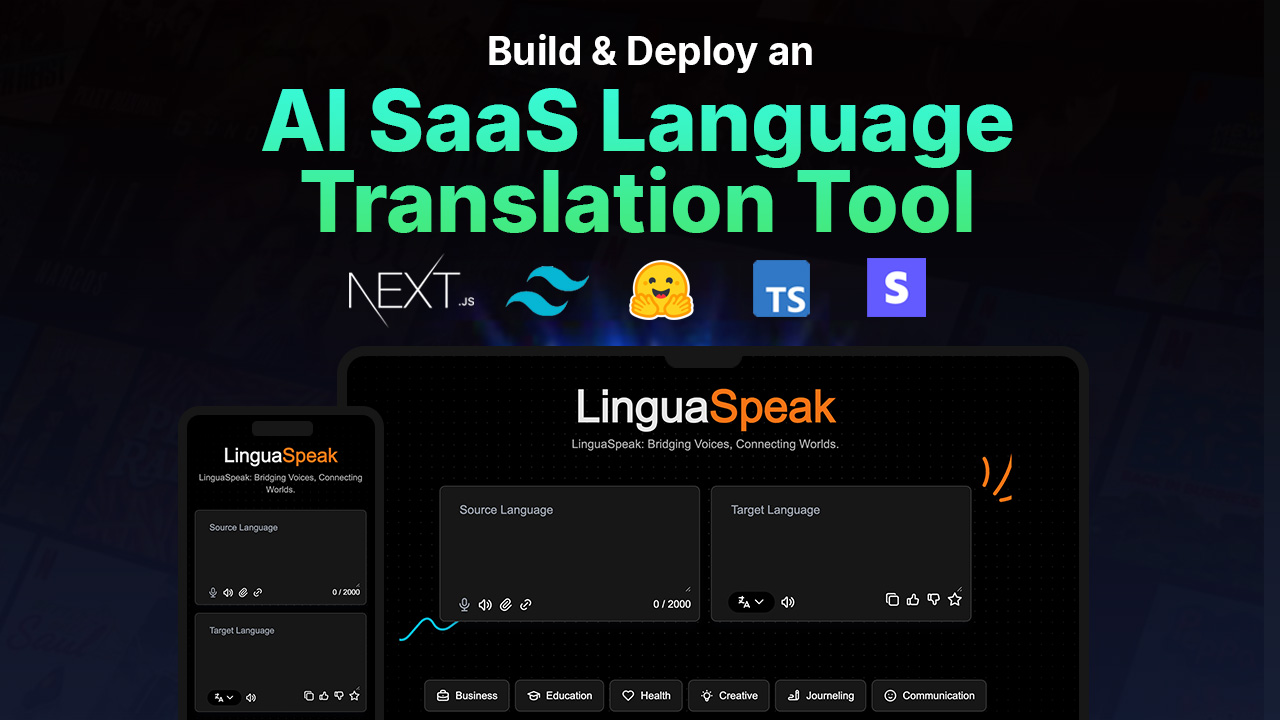 Build & Deploy an
AI SaaS Language
Translation Tool
NEXT.JS
TS
S
LinguaSpeak
LinguaSpeak: Bridging Voices, Connecting Worlds.
Source Language
Target Language
0 / 2000
Business
Education
Health
Creative
Journeling
Communication
LinguaSpeak
LinguaSpeak: Bridging Voices, Connecting
Worlds.
Source Language
0 / 2000
Target Language